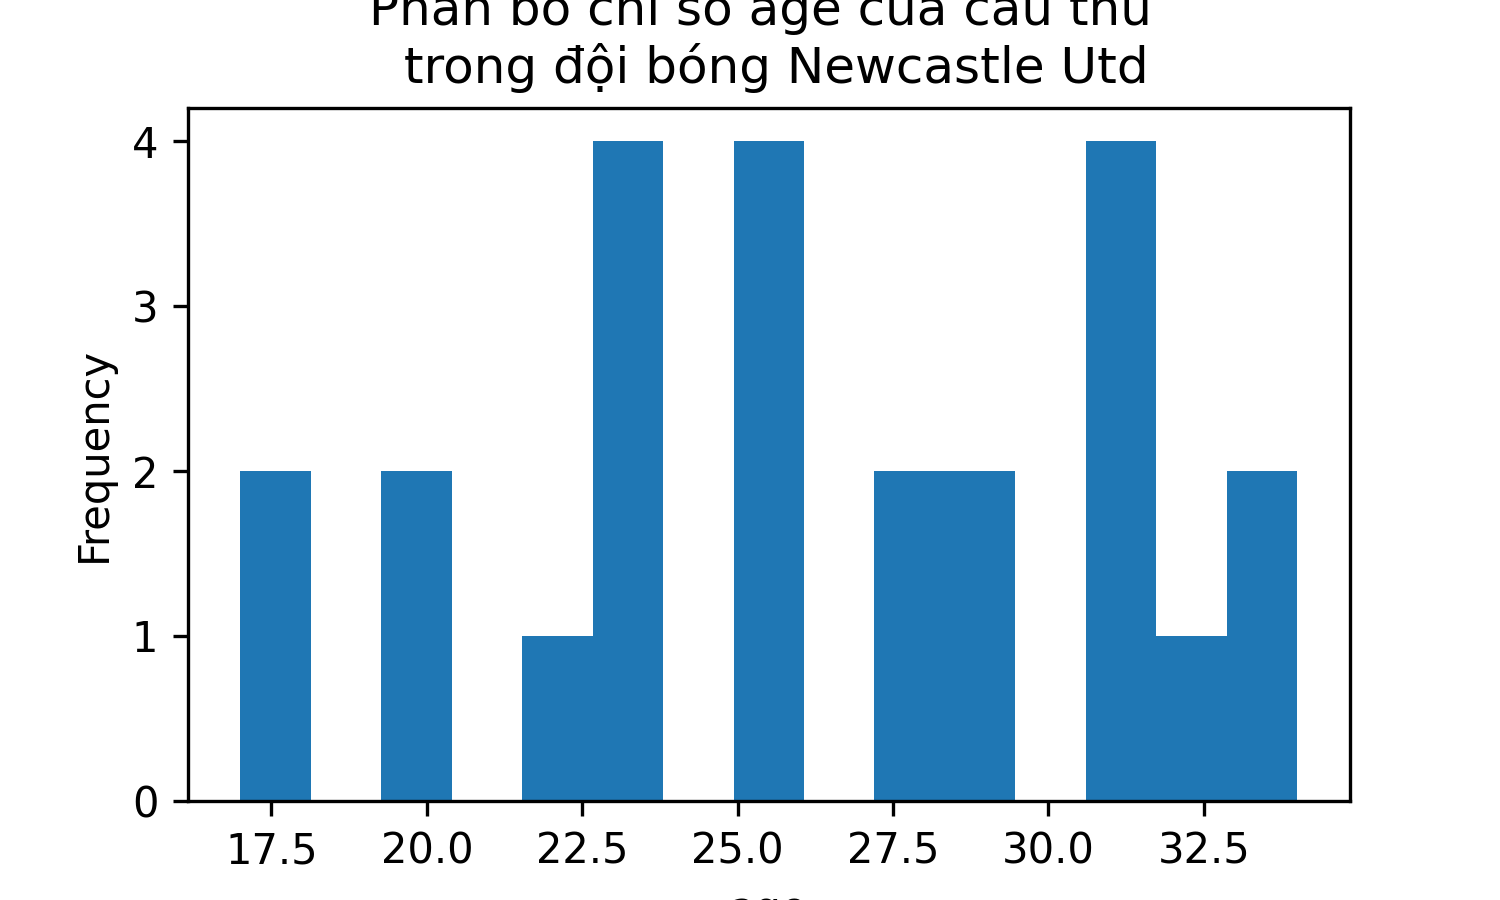 Phân bố chỉ số age của cầu thủ
trong đội bóng Newcastle Utd
4
3
2
1
0
Frequency
17.5 20.0 22.5 25.0 27.5 30.0 32.5
age